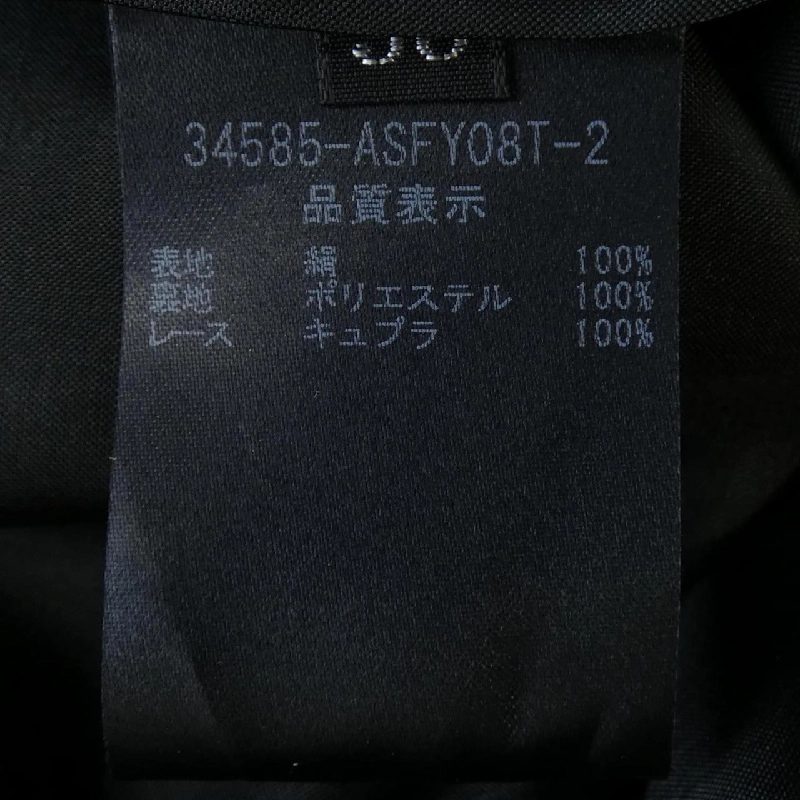 34585-ASFY08T-2
品質表示
表地 絹 100%
裏地 ポリエステル 100%
レース キュプラ 100%